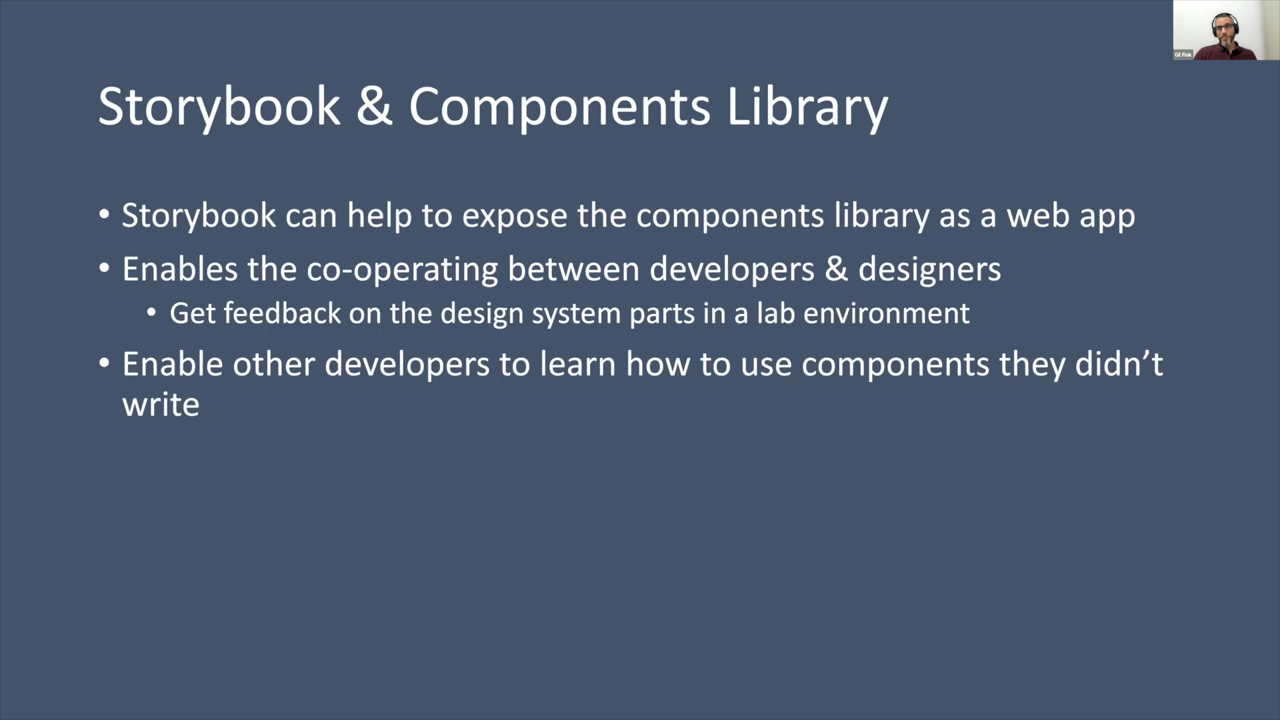 Gil Fink
Storybook & Components Library
• Storybook can help to expose the components library as a web app
• Enables the co-operating between developers & designers
• Get feedback on the design system parts in a lab environment
• Enable other developers to learn how to use components they didn’t
write